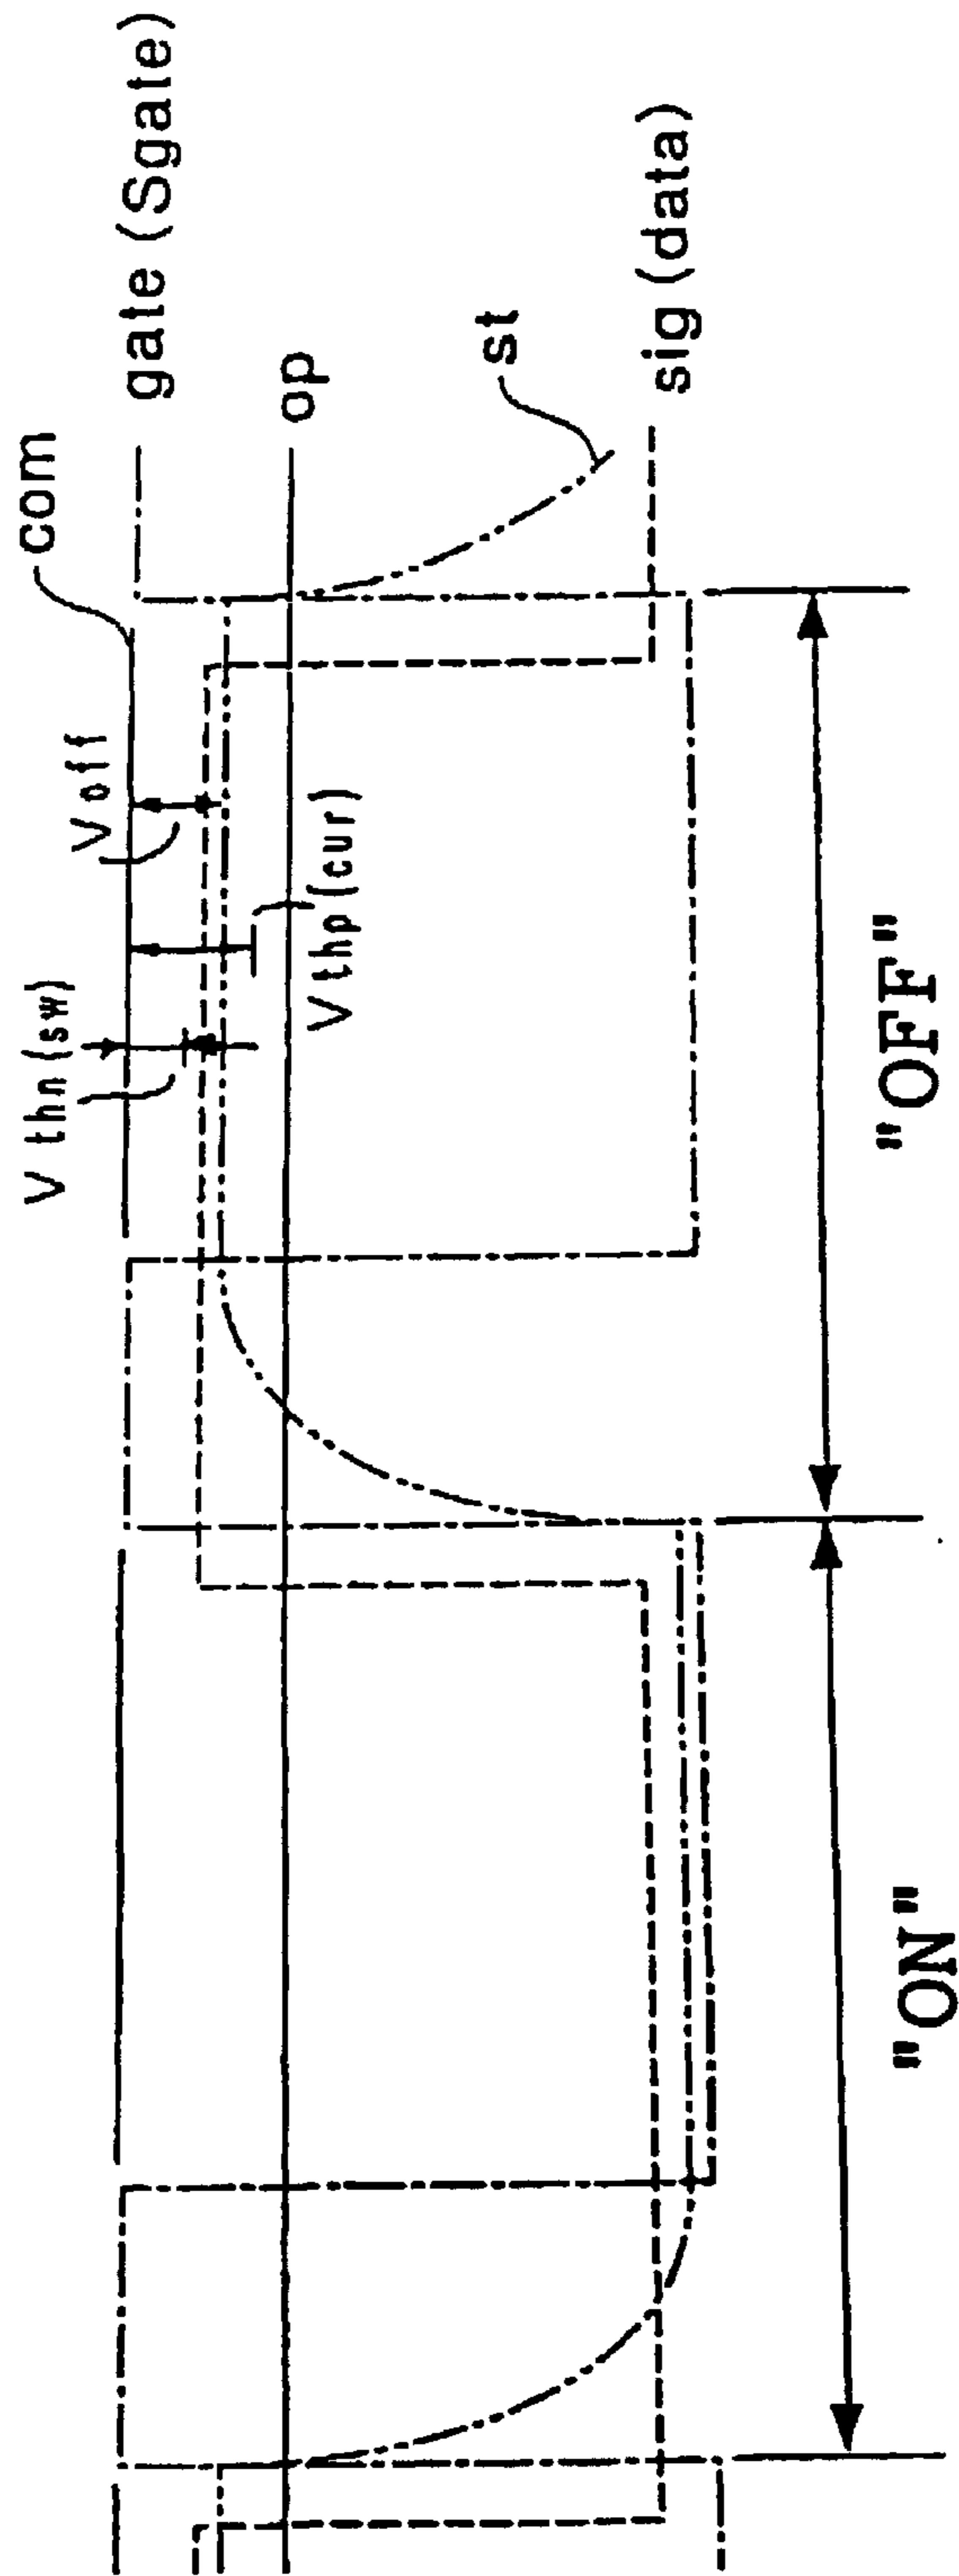 com
gate (Sgate)
Vthn (sw)
Voff
Vthp (cur)
op
st
sig (data)
"ON"
"OFF"